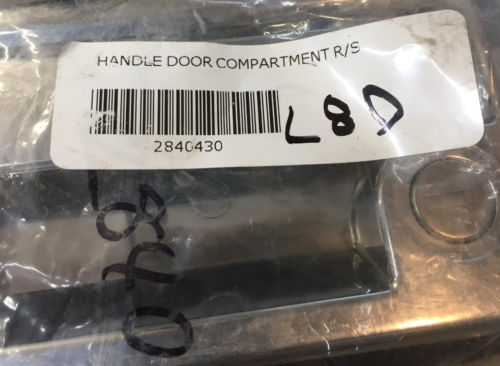 HANDLE DOOR COMPARTMENT R/S
L8D
2840430